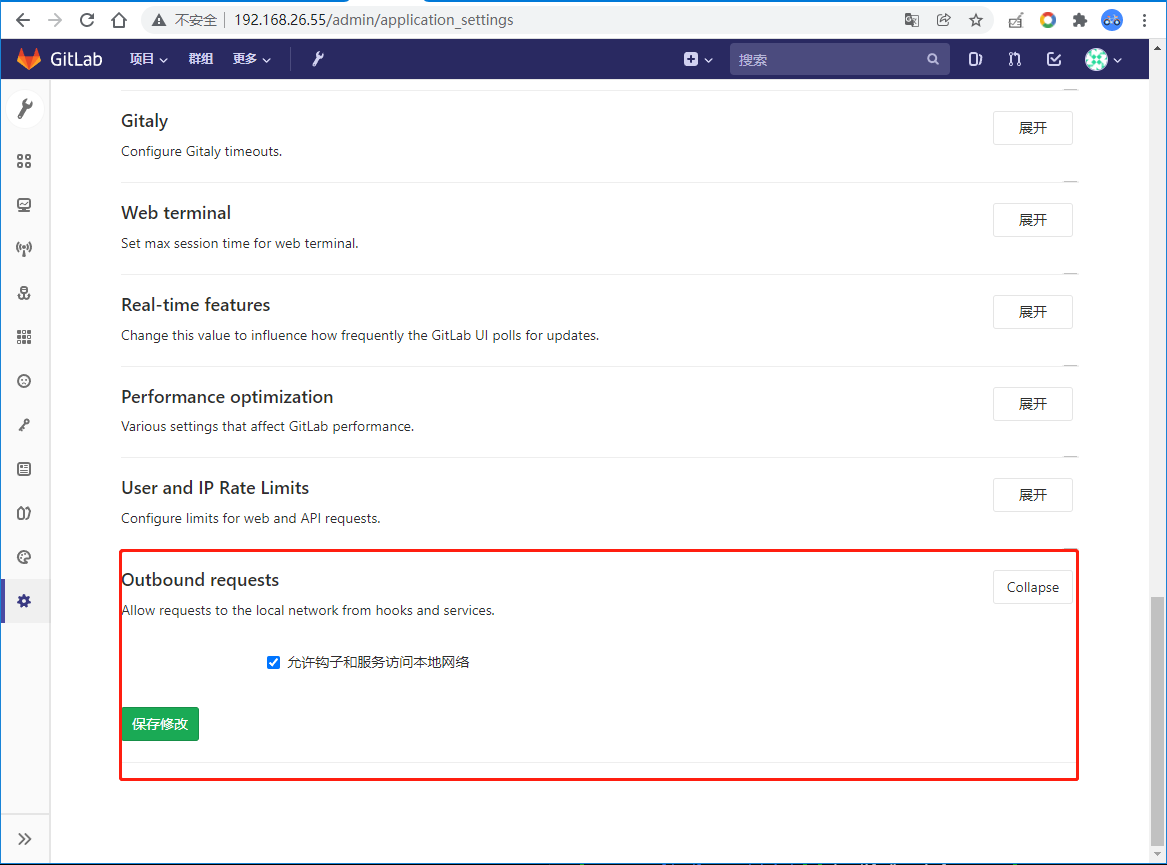 不安全 192.168.26.55/admin/application_settings
GitLab 项目 群组 更多 搜索
Gitaly
展开
Configure Gitaly timeouts.
Web terminal
展开
Set max session time for web terminal.
Real-time features
展开
Change this value to influence how frequently the GitLab UI polls for updates.
Performance optimization
展开
Various settings that affect GitLab performance.
User and IP Rate Limits
展开
Configure limits for web and API requests.
Outbound requests
Collapse
Allow requests to the local network from hooks and services.
允许钩子和服务访问本地网络
保存修改